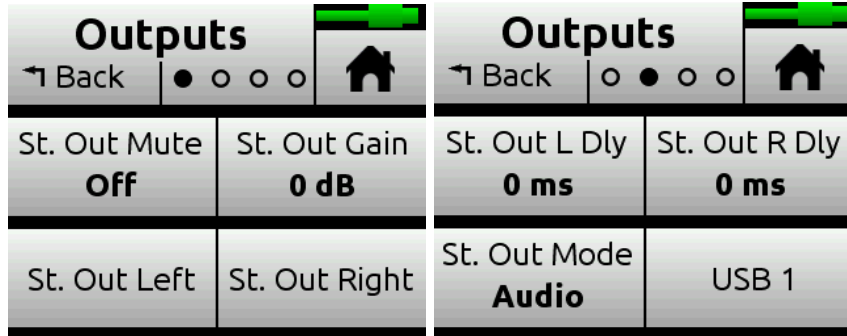 Outputs
Back
St. Out Mute
Off
St. Out Gain
0 dB
St. Out Left
St. Out Right
Outputs
Back
St. Out L Dly
0 ms
St. Out R Dly
0 ms
St. Out Mode
Audio
USB 1